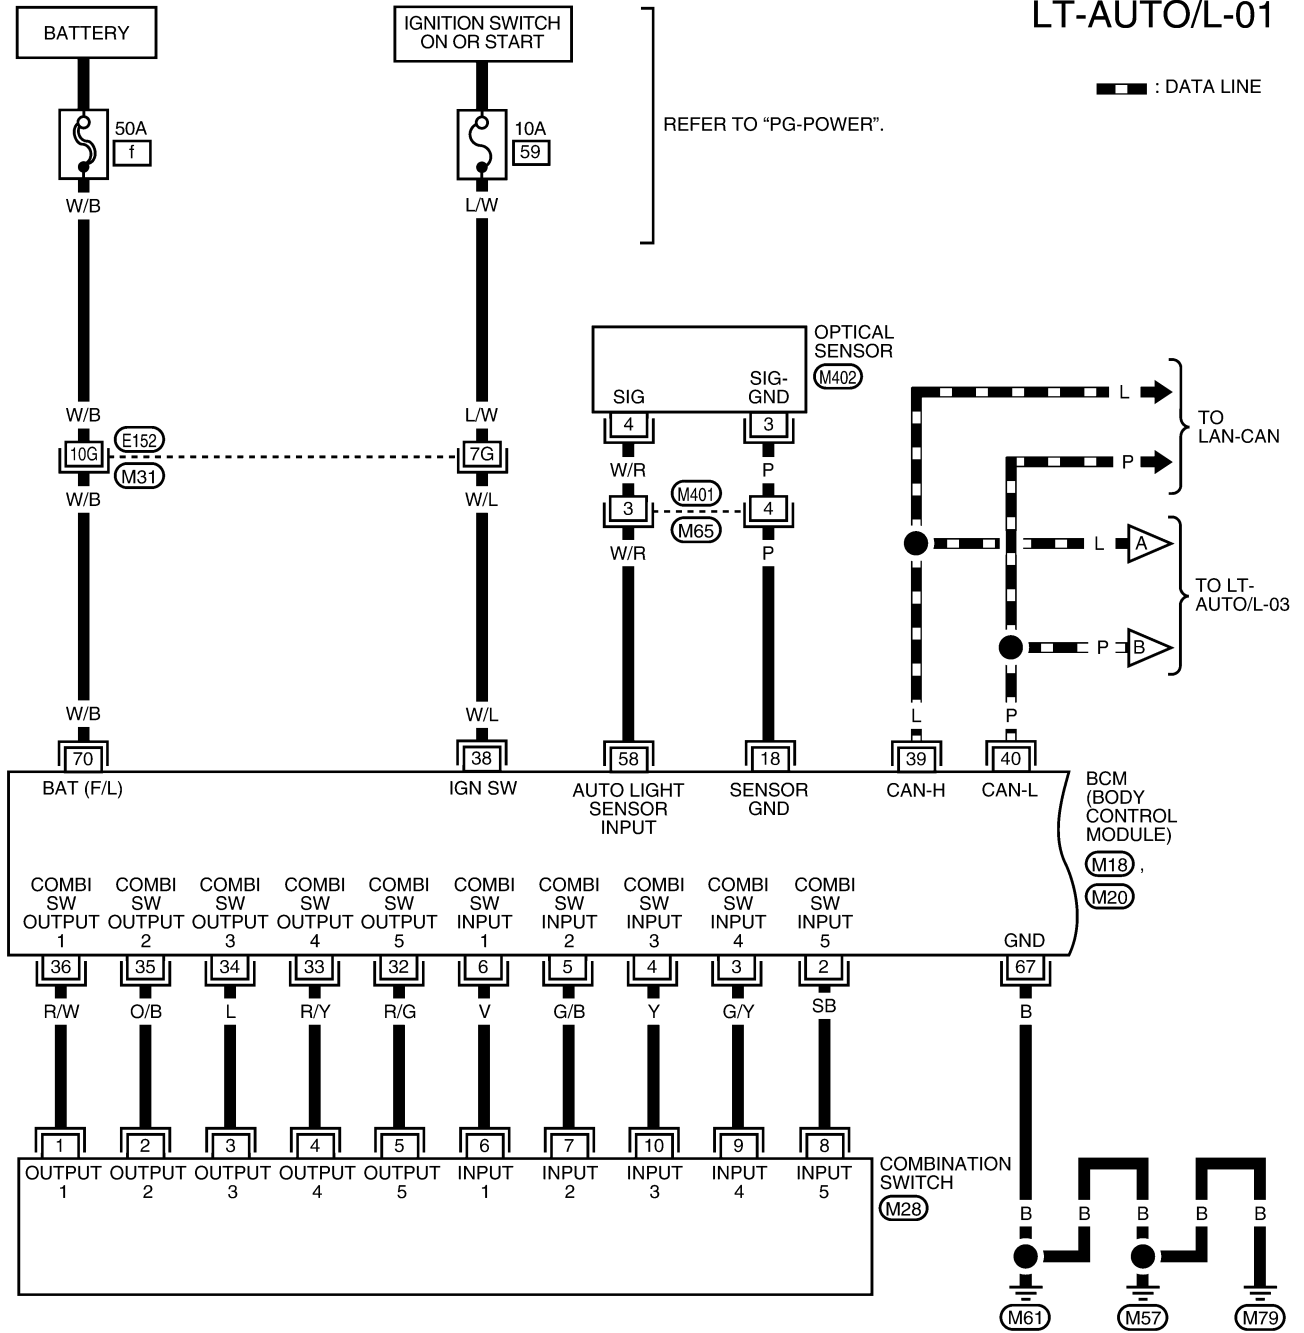 LT-AUTO/L-01
BATTERY
IGNITION SWITCH
ON OR START
: DATA LINE
50A
f
10A
59
REFER TO “PG-POWER”.
W/B
L/W
OPTICAL
SENSOR
M402
SIG
SIG-
GND
4
3
L
TO
LAN-CAN
P
W/B
L/W
10G
E152
M31
7G
W/R
P
3
M401
M65
4
W/B
W/L
W/R
P
L
A
TO LT-
AUTO/L-03
P
B
W/B
W/L
L
P
70
38
58
18
39
40
BAT (F/L)
IGN SW
AUTO LIGHT
SENSOR
INPUT
SENSOR
GND
CAN-H
CAN-L
BCM
(BODY
CONTROL
MODULE)
M18 ,
M20
COMBI
SW
OUTPUT
1
COMBI
SW
OUTPUT
2
COMBI
SW
OUTPUT
3
COMBI
SW
OUTPUT
4
COMBI
SW
OUTPUT
5
COMBI
SW
INPUT
1
COMBI
SW
INPUT
2
COMBI
SW
INPUT
3
COMBI
SW
INPUT
4
COMBI
SW
INPUT
5
GND
36
35
34
33
32
6
5
4
3
2
67
R/W
O/B
L
R/Y
R/G
V
G/B
Y
G/Y
SB
B
1
2
3
4
5
6
7
10
9
8
OUTPUT
1
OUTPUT
2
OUTPUT
3
OUTPUT
4
OUTPUT
5
INPUT
1
INPUT
2
INPUT
3
INPUT
4
INPUT
5
COMBINATION
SWITCH
M28
B
B
B
B
B
M61
M57
M79